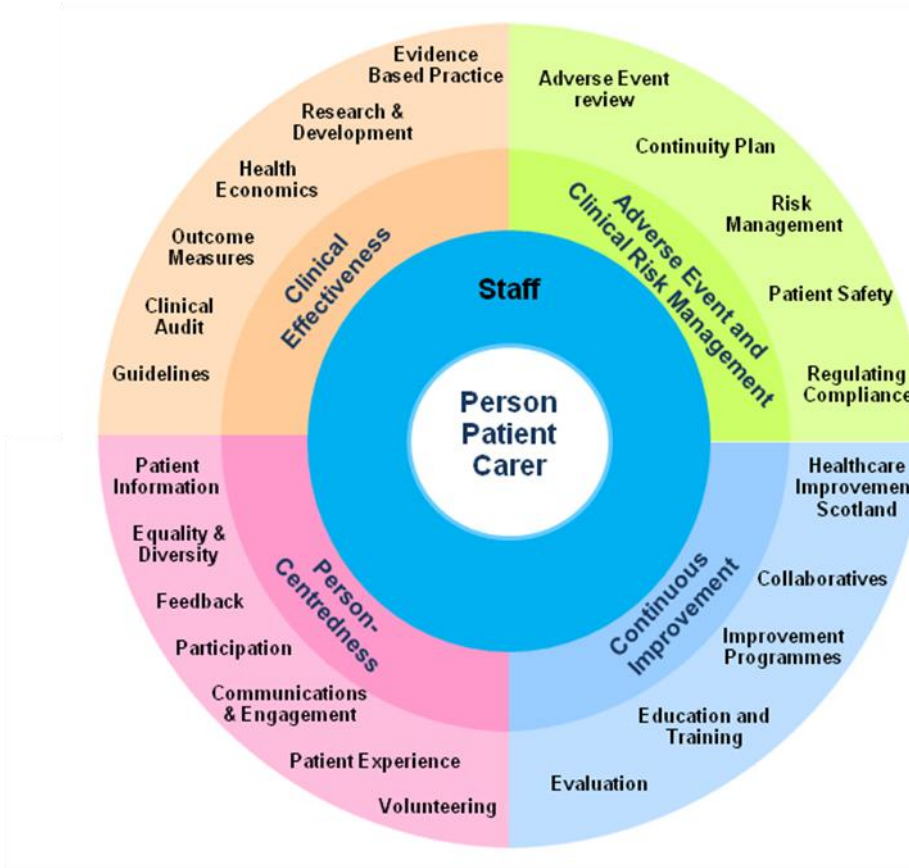 Evidence
Based Practice
Research &
Development
Health
Economics
Outcome
Measures
Clinical
Audit
Guidelines
Clinical
Effectiveness
Adverse Event
review
Continuity Plan
Risk
Management
Patient Safety
Regulating
Compliance
Adverse Event and
Clinical Risk Management
Staff
Person
Patient
Carer
Patient
Information
Equality &
Diversity
Feedback
Participation
Communications
& Engagement
Patient Experience
Volunteering
Person-
Centredness
Healthcare
Improvemen
Scotland
Collaboratives
Improvement
Programmes
Education and
Training
Evaluation
Continuous
Improvement